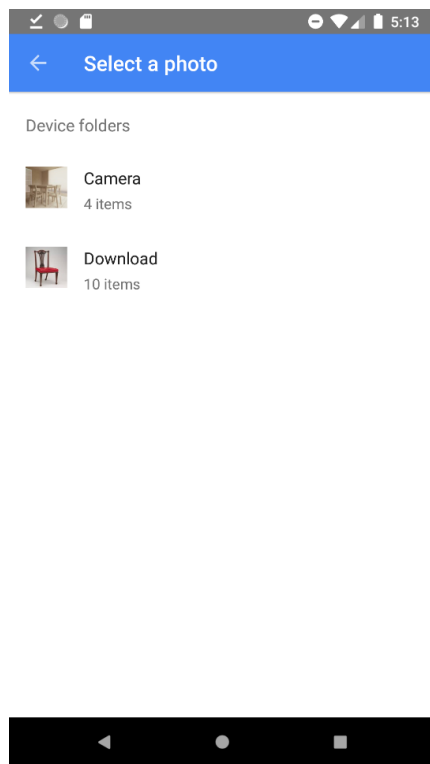 5:13
Select a photo
Device folders
Camera
4 items
Download
10 items